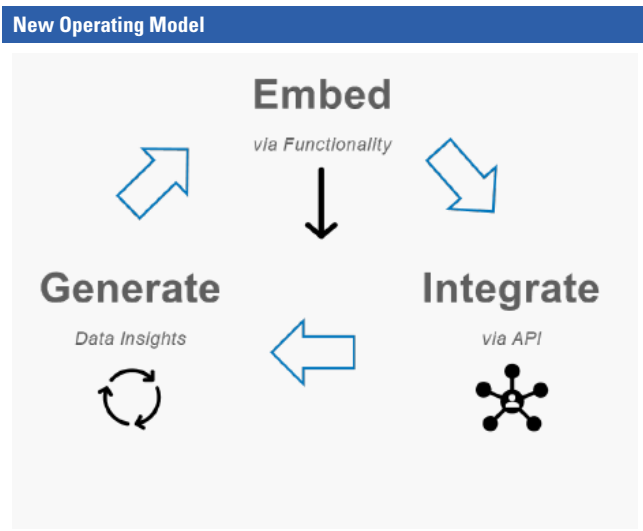 New Operating Model
Embed
via Functionality
Generate
Integrate
Data Insights
via API